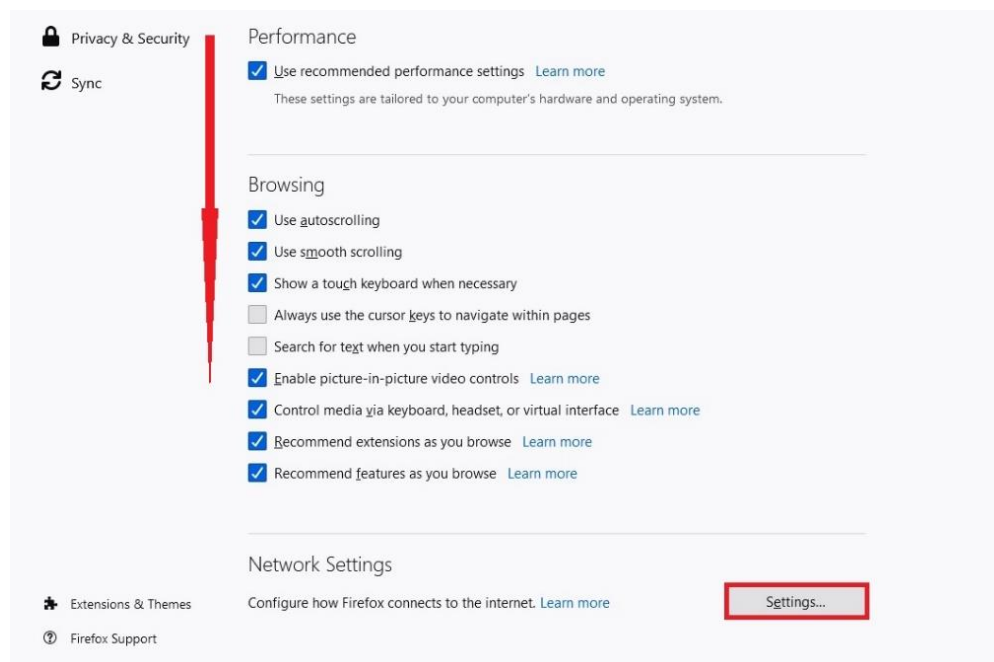 Privacy & Security
Sync
Performance
Use recommended performance settings Learn more
These settings are tailored to your computer's hardware and operating system.
Browsing
Use autoscrolling
Use smooth scrolling
Show a touch keyboard when necessary
Always use the cursor keys to navigate within pages
Search for text when you start typing
Enable picture-in-picture video controls Learn more
Control media via keyboard, headset, or virtual interface Learn more
Recommend extensions as you browse Learn more
Recommend features as you browse Learn more
Network Settings
Configure how Firefox connects to the internet. Learn more
Settings...
Extensions & Themes
Firefox Support